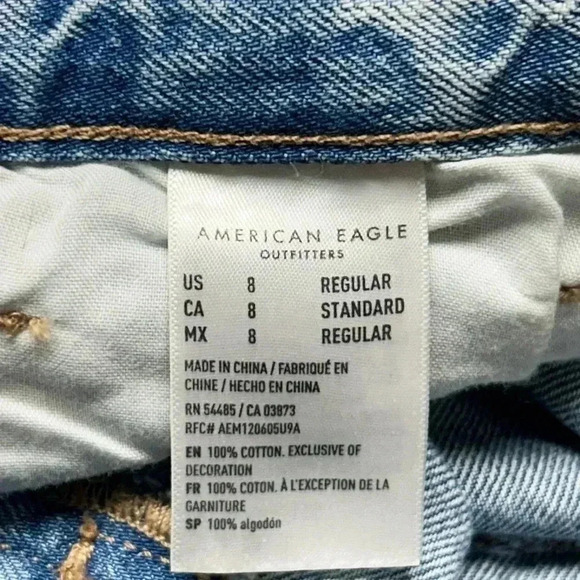 AMERICAN EAGLE
OUTFITTERS
US 8 REGULAR
CA 8 STANDARD
MX 8 REGULAR
MADE IN CHINA / FABRIQUÉ EN
CHINE / HECHO EN CHINA
RN 54485 / CA 03873
RFC# AEM120605U9A
EN 100% COTTON. EXCLUSIVE OF
DECORATION
FR 100% COTON. À L'EXCEPTION DE LA
GARNITURE
SP 100% algodón